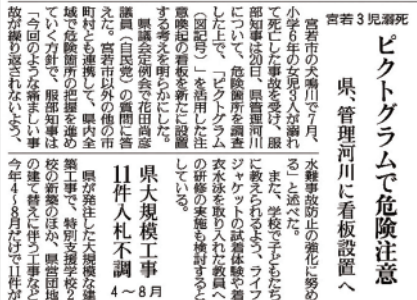 宮若3児溺死
ピクトグラムで危険注意
県、管理河川に看板設置へ
宮若市の犬鳴川で7月、
小学6年の女児3人が溺れ
て死亡した事故を受け、服
部知事は20日、県管理河川
について、危険箇所を調査
した上で、「ピクトグラム
（図記号）」を活用した注
意喚起の看板を新たに設置
する考えを明らかにした。
県議会定例会で花田尚彦
議員（自民党）の質問に答
えた。宮若市以外の他の市
町村とも連携して、県内全
域で危険箇所の把握を進め
ていく方針で、服部知事は
「今回のような痛ましい事
故が繰り返されないよう、
水難事故防止の強化に努め
る」と述べた。
また、学校で子どもたち
に教えられるよう、ライフ
ジャケットの試着体験や着
衣水泳を取り入れた教員へ
の研修の実施も検討すると
している。
県大規模工事
11件入札不調
4～8月
県が発注した大規模な建
築工事で、特別支援学校2
校の新築のほか、県営団地
の建て替えに伴う工事など
今年4～8月だけで11件が